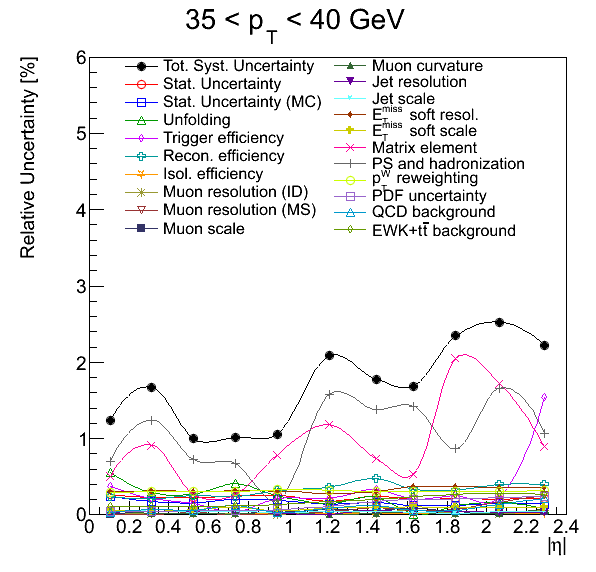 35 < p_T < 40 GeV
Relative Uncertainty [%]
6
5
4
3
2
1
0
Tot. Syst. Uncertainty
Stat. Uncertainty
Stat. Uncertainty (MC)
Unfolding
Trigger efficiency
Recon. efficiency
Isol. efficiency
Muon resolution (ID)
Muon resolution (MS)
Muon scale
Muon curvature
Jet resolution
Jet scale
E_T^miss soft resol.
E_T^miss soft scale
Matrix element
PS and hadronization
p_T^W reweighting
PDF uncertainty
QCD background
EWK+tt̄ background
0 0.2 0.4 0.6 0.8 1 1.2 1.4 1.6 1.8 2 2.2 2.4
|η|